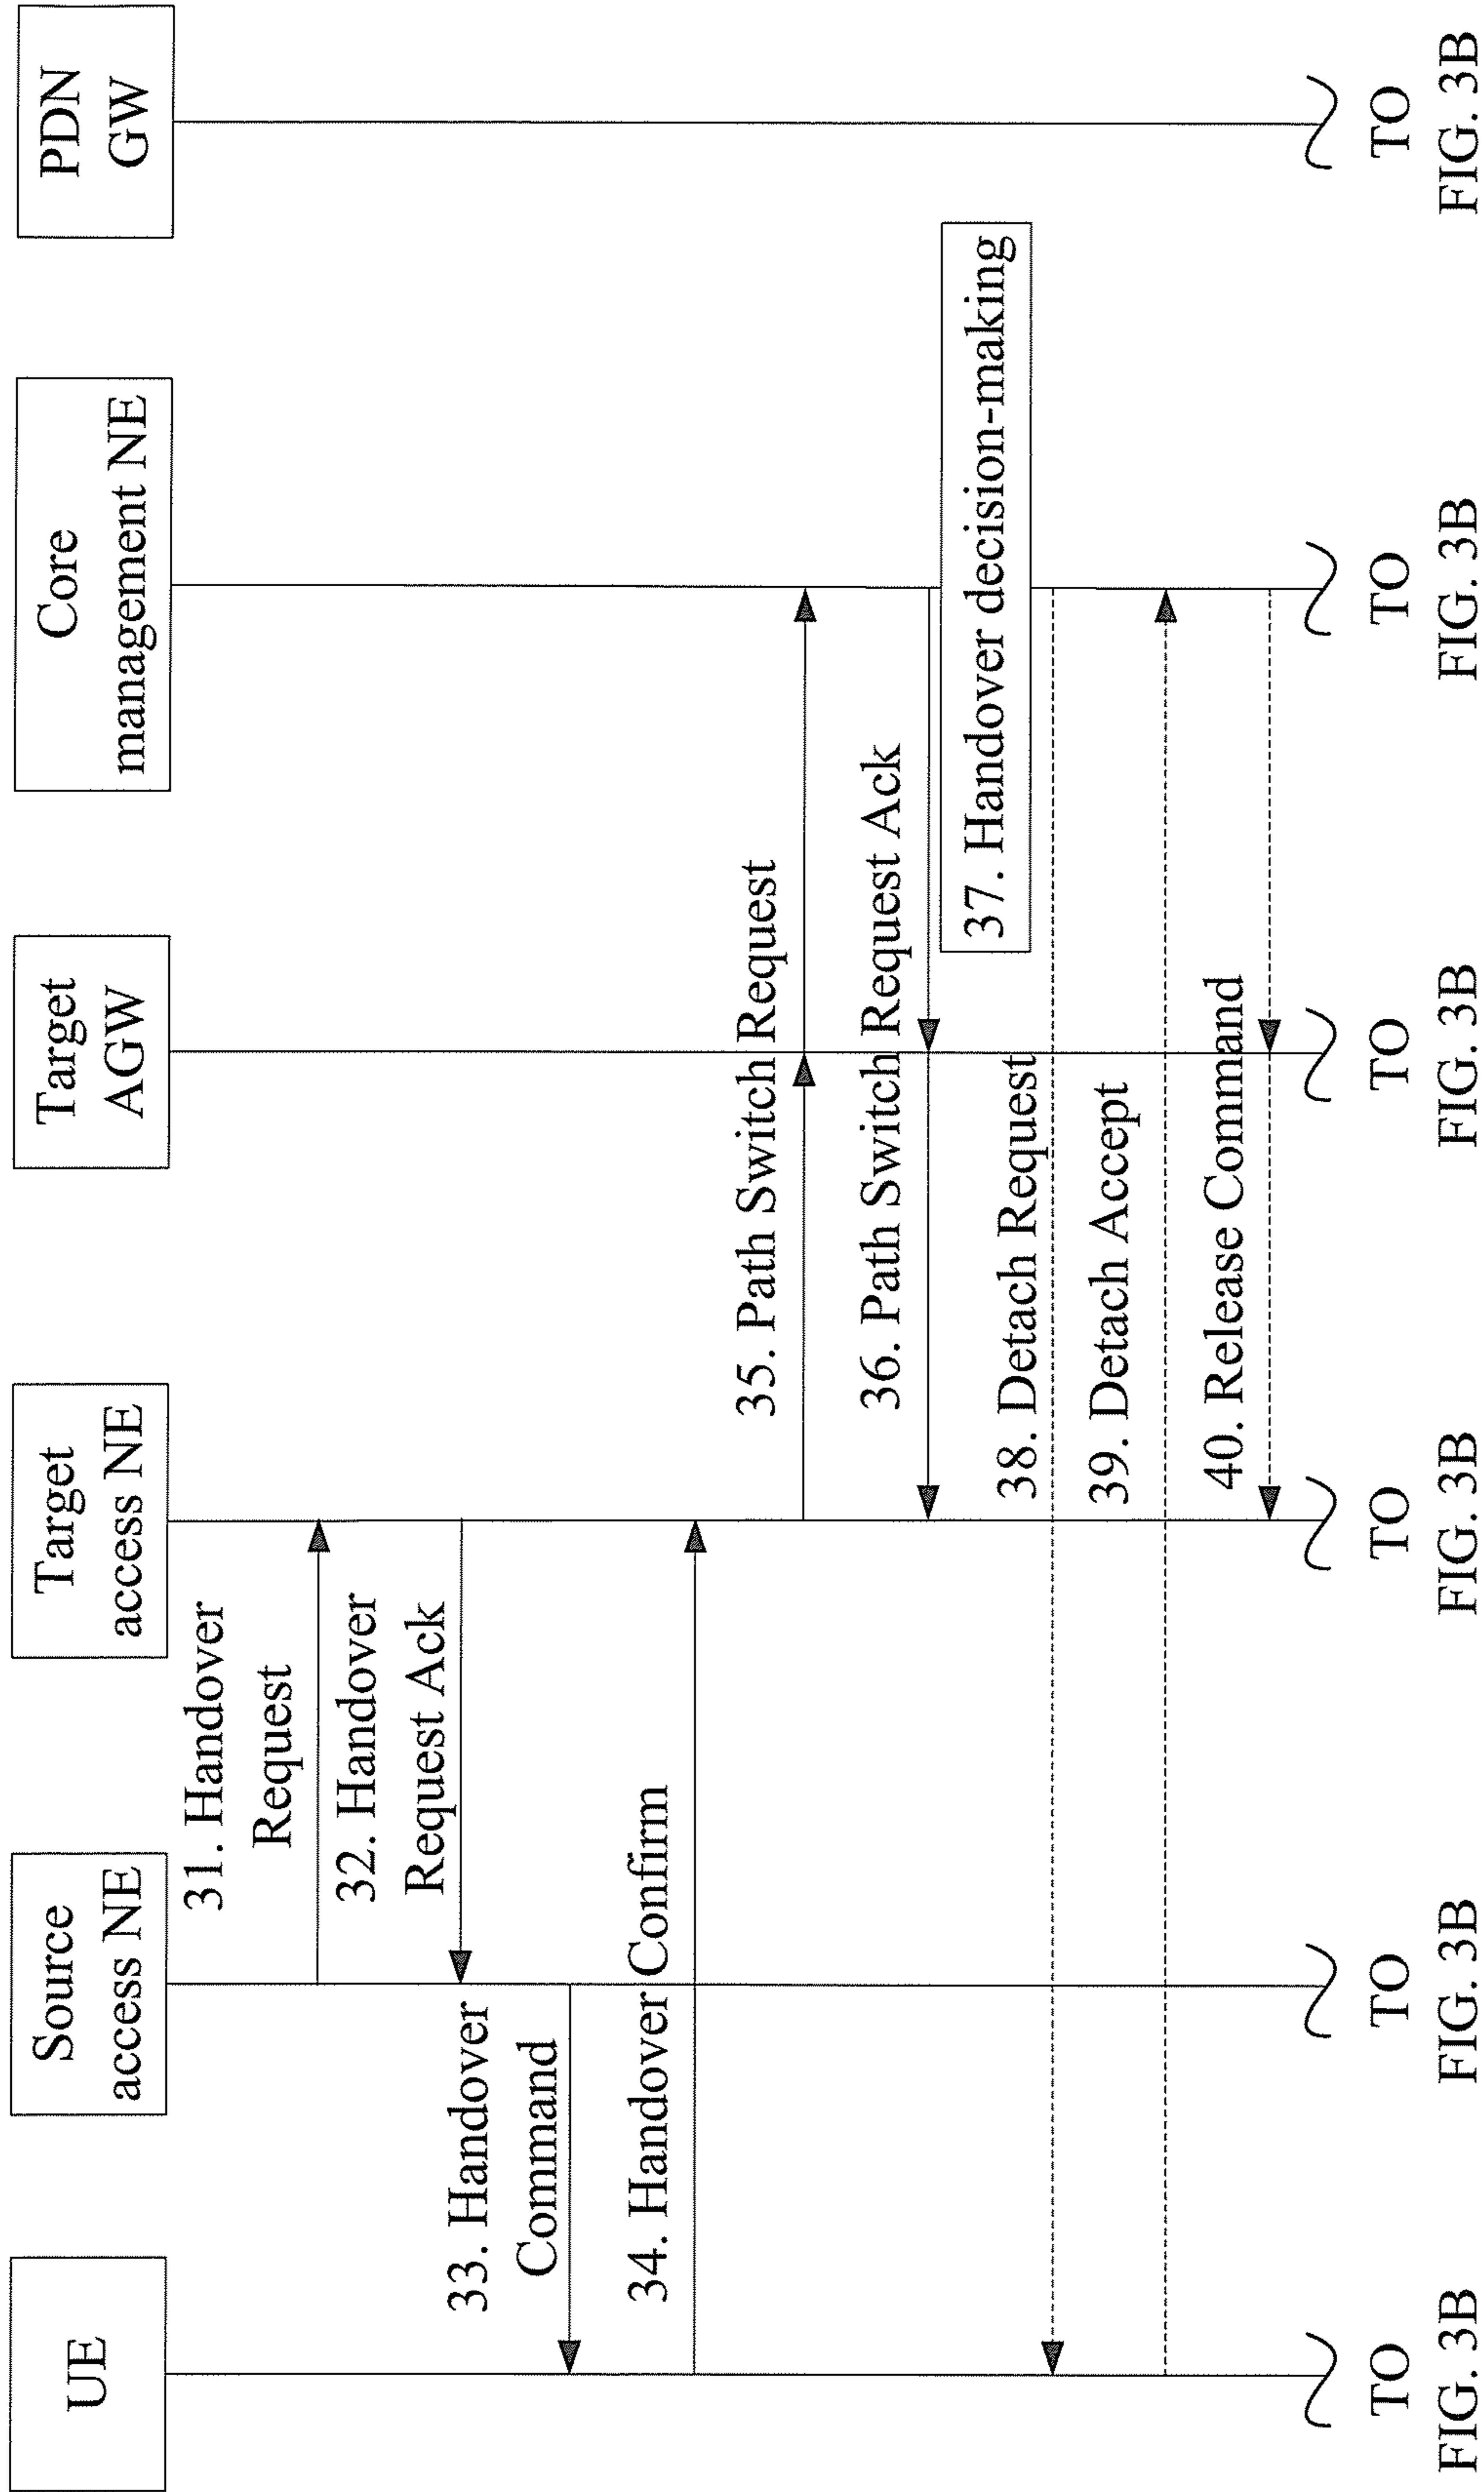 UE
Source
access NE
Target
access NE
Target
AGW
Core
management NE
PDN
GW
31. Handover
Request
32. Handover
Request Ack
33. Handover
Command
34. Handover Confirm
35. Path Switch Request
36. Path Switch Request Ack
37. Handover decision-making
38. Detach Request
39. Detach Accept
40. Release Command
TO
FIG. 3B
TO
FIG. 3B
TO
FIG. 3B
TO
FIG. 3B
TO
FIG. 3B
TO
FIG. 3B